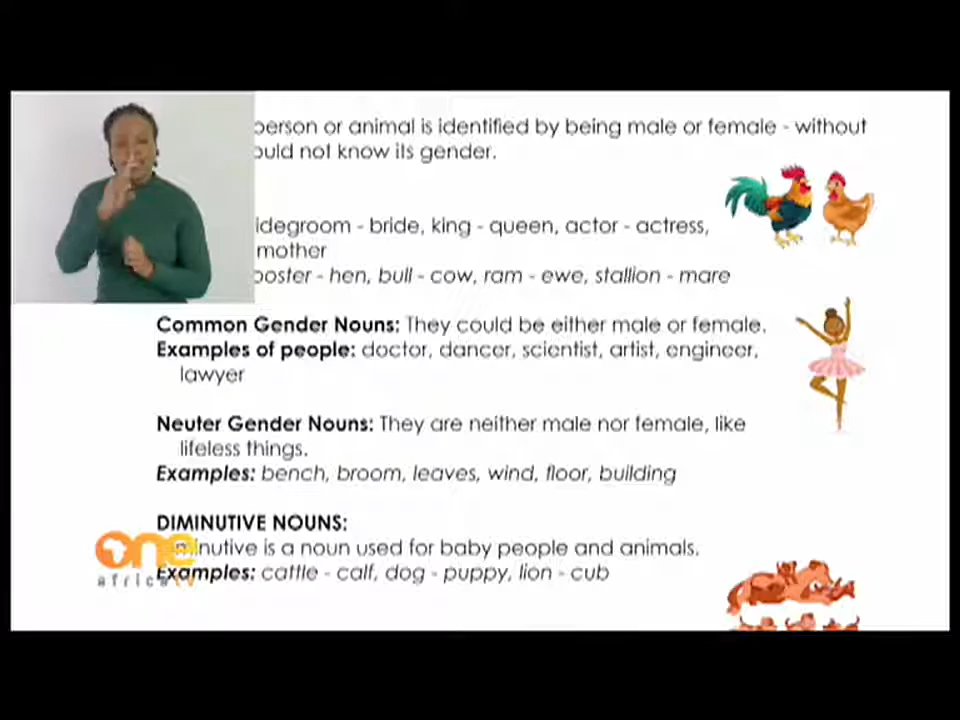 person or animal is identified by being male or female - without
ould not know its gender.
idegroom - bride, king - queen, actor - actress,
mother
ooster - hen, bull - cow, ram - ewe, stallion - mare
Common Gender Nouns: They could be either male or female.
Examples of people: doctor, dancer, scientist, artist, engineer,
lawyer
Neuter Gender Nouns: They are neither male nor female, like
lifeless things.
Examples: bench, broom, leaves, wind, floor, building
DIMINUTIVE NOUNS:
minutive is a noun used for baby people and animals.
Examples: cattle - calf, dog - puppy, lion - cub
one
africa TV